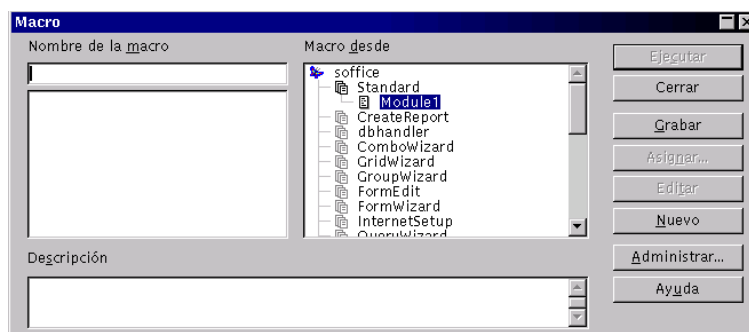 Macro
Nombre de la macro
Macro desde
soffice
Standard
Module1
CreateReport
dbhandler
ComboWizard
GridWizard
GroupWizard
FormEdit
FormWizard
InternetSetup
QueryWizard
Descripción
Ejecutar
Cerrar
Grabar
Asignar...
Editar
Nuevo
Administrar...
Ayuda